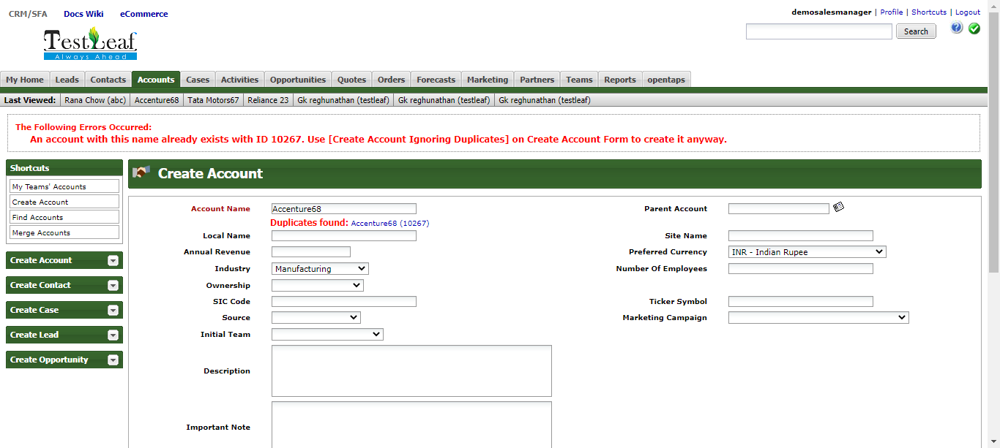 CRM/SFA Docs Wiki eCommerce
demosalesmanager | Profile | Shortcuts | Logout
TestLeaf
Always Ahead
Search
My Home Leads Contacts Accounts Cases Activities Opportunities Quotes Orders Forecasts Marketing Partners Teams Reports opentaps
Last Viewed: Rana Chow (abc) Accenture68 Tata Motors67 Reliance 23 Gk reghunathan (testleaf) Gk reghunathan (testleaf) Gk reghunathan (testleaf)
The Following Errors Occurred:
An account with this name already exists with ID 10267. Use [Create Account Ignoring Duplicates] on Create Account Form to create it anyway.
Shortcuts
My Teams' Accounts
Create Account
Find Accounts
Merge Accounts
Create Account
Create Contact
Create Case
Create Lead
Create Opportunity
Create Account
Account Name Accenture68 Parent Account
Duplicates found: Accenture68 (10267)
Local Name Site Name
Annual Revenue Preferred Currency INR - Indian Rupee
Industry Manufacturing Number Of Employees
Ownership
SIC Code Ticker Symbol
Source Marketing Campaign
Initial Team
Description
Important Note